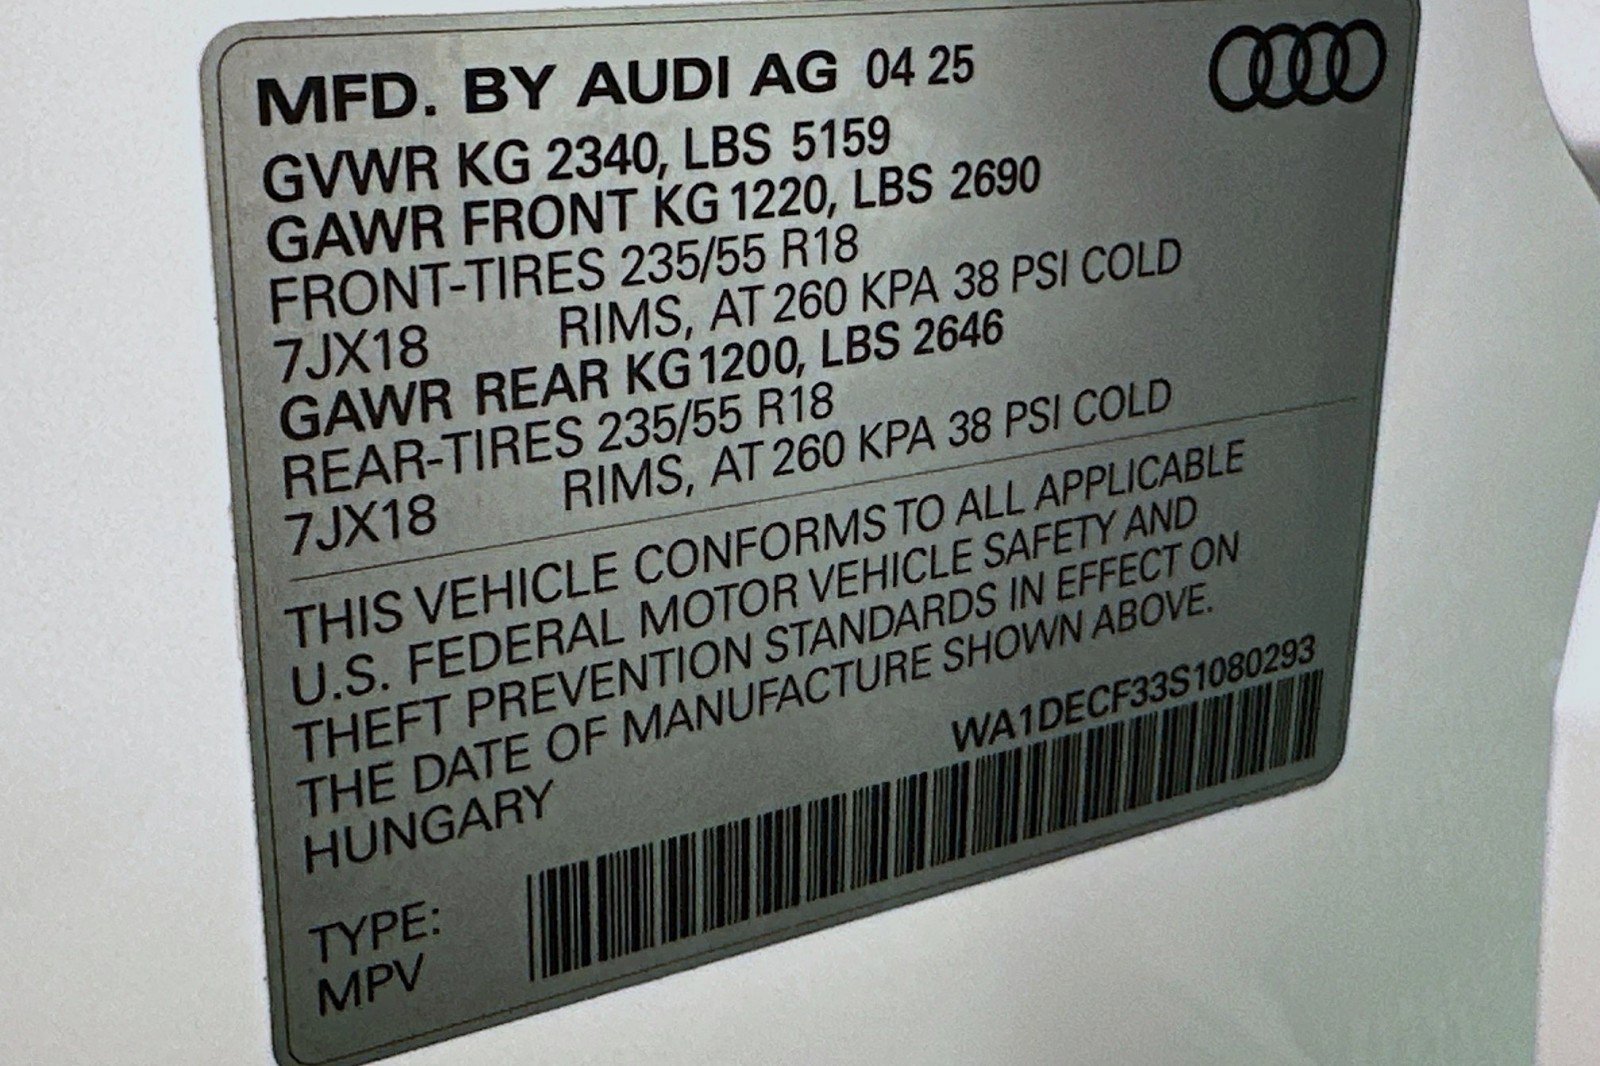 MFD. BY AUDI AG 04 25
GVWR KG 2340, LBS 5159
GAWR FRONT KG 1220, LBS 2690
FRONT-TIRES 235/55 R18
7JX18 RIMS, AT 260 KPA 38 PSI COLD
GAWR REAR KG 1200, LBS 2646
REAR-TIRES 235/55 R18
7JX18 RIMS, AT 260 KPA 38 PSI COLD
THIS VEHICLE CONFORMS TO ALL APPLICABLE
U.S. FEDERAL MOTOR VEHICLE SAFETY AND
THEFT PREVENTION STANDARDS IN EFFECT ON
THE DATE OF MANUFACTURE SHOWN ABOVE.
HUNGARY
WA1DECF33S1080293
TYPE:
MPV